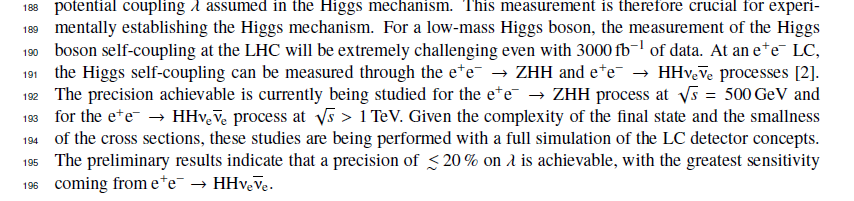 188 potential coupling λ assumed in the Higgs mechanism. This measurement is therefore crucial for experi-
189 mentally establishing the Higgs mechanism. For a low-mass Higgs boson, the measurement of the Higgs
190 boson self-coupling at the LHC will be extremely challenging even with 3000 fb⁻¹ of data. At an e⁺e⁻ LC,
191 the Higgs self-coupling can be measured through the e⁺e⁻ → ZHH and e⁺e⁻ → HHνₑν̅ₑ processes [2].
192 The precision achievable is currently being studied for the e⁺e⁻ → ZHH process at √s = 500 GeV and
193 for the e⁺e⁻ → HHνₑν̅ₑ process at √s > 1 TeV. Given the complexity of the final state and the smallness
194 of the cross sections, these studies are being performed with a full simulation of the LC detector concepts.
195 The preliminary results indicate that a precision of ≲ 20 % on λ is achievable, with the greatest sensitivity
196 coming from e⁺e⁻ → HHνₑν̅ₑ.